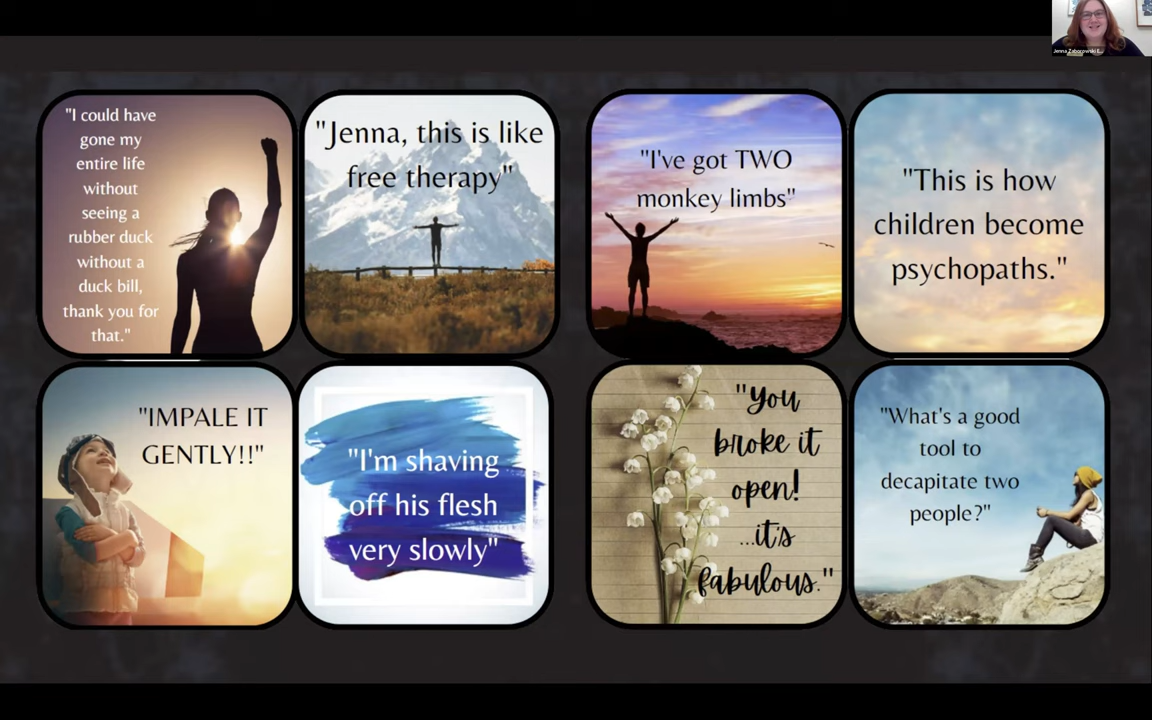 Jenna Zaborowski
"I could have
gone my
entire life
without
seeing a
rubber duck
without a
duck bill,
thank you for
that."
"Jenna, this is like
free therapy"
"I've got TWO
monkey limbs"
"This is how
children become
psychopaths."
"IMPALE IT
GENTLY!!"
"I'm shaving
off his flesh
very slowly"
"You
broke it
open!
...it's
fabulous."
"What's a good
tool to
decapitate two
people?"